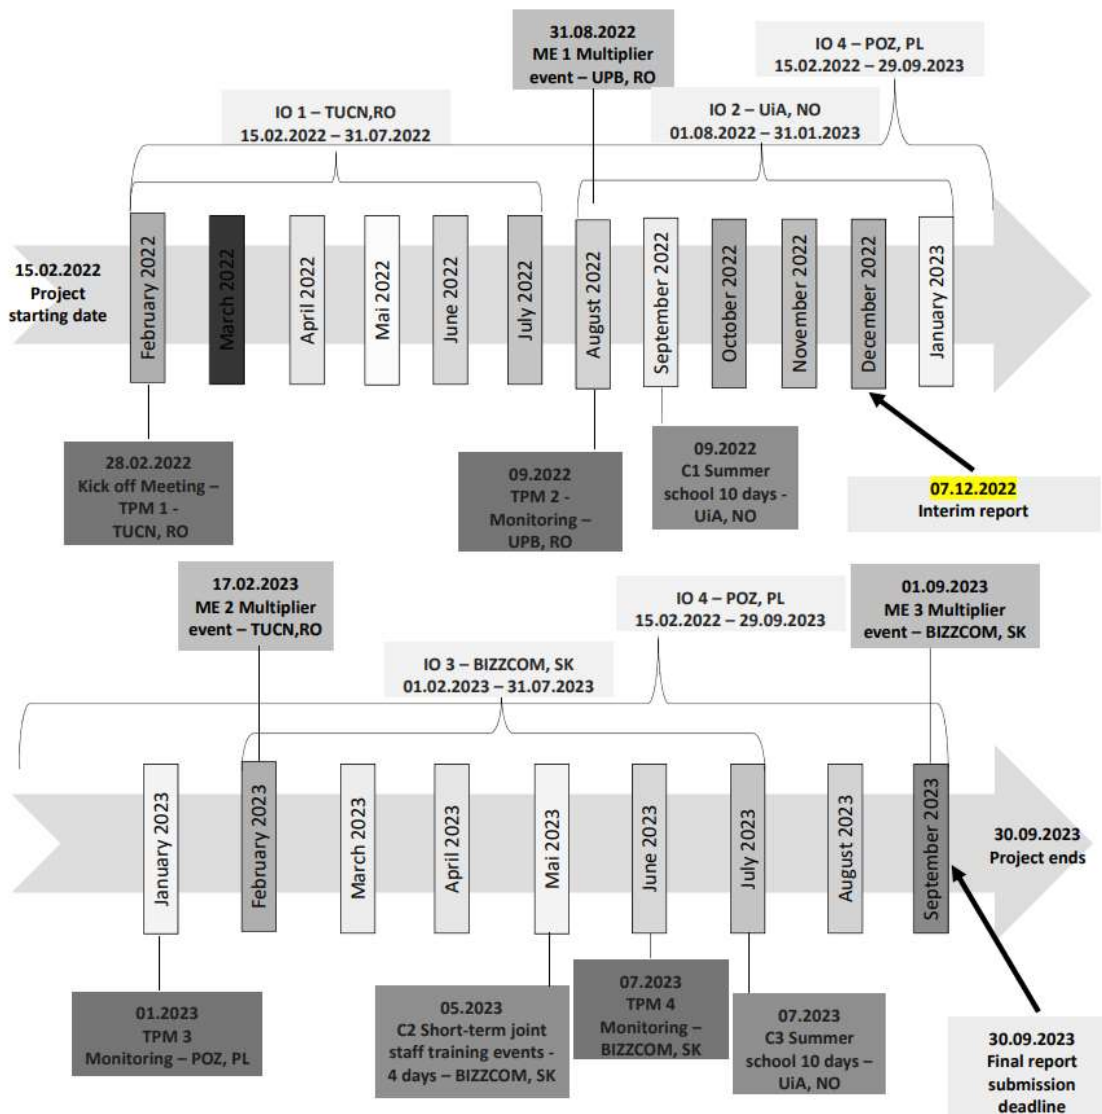 31.08.2022
ME 1 Multiplier
event – UPB, RO
IO 4 – POZ, PL
15.02.2022 – 29.09.2023
IO 1 – TUCN,RO
15.02.2022 – 31.07.2022
IO 2 – UiA, NO
01.08.2022 – 31.01.2023
15.02.2022
Project
starting date
February 2022
March 2022
April 2022
Mai 2022
June 2022
July 2022
August 2022
September 2022
October 2022
November 2022
December 2022
January 2023
28.02.2022
Kick off Meeting –
TPM 1 -
TUCN, RO
09.2022
TPM 2 -
Monitoring –
UPB, RO
09.2022
C1 Summer
school 10 days -
UiA, NO
07.12.2022
Interim report
17.02.2023
ME 2 Multiplier
event – TUCN,RO
IO 4 – POZ, PL
15.02.2022 – 29.09.2023
01.09.2023
ME 3 Multiplier
event – BIZZCOM, SK
IO 3 – BIZZCOM, SK
01.02.2023 – 31.07.2023
January 2023
February 2023
March 2023
April 2023
Mai 2023
June 2023
July 2023
August 2023
September 2023
30.09.2023
Project ends
01.2023
TPM 3
Monitoring – POZ, PL
05.2023
C2 Short-term joint
staff training events -
4 days – BIZZCOM, SK
07.2023
TPM 4
Monitoring –
BIZZCOM, SK
07.2023
C3 Summer
school 10 days –
UiA, NO
30.09.2023
Final report
submission
deadline